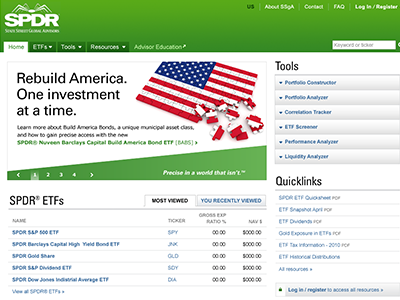 SPDR
STATE STREET GLOBAL ADVISORS
US About SSgA Contact FAQ Log In / Register
Home ETFs Tools Resources Advisor Education
Keyword or ticker
Rebuild America.
One investment
at a time.
Learn more about Build America Bonds, a unique municipal asset class,
and how to gain precise access with the new
SPDR® Nuveen Barclays Capital Build America Bond ETF [BABS]
Precise in a world that isn't.℠
1 2 3 4
Tools
Portfolio Constructor
Portfolio Analyzer
Correlation Tracker
ETF Screener
Performance Analyzer
Liquidity Analyzer
SPDR® ETFs
MOST VIEWED YOU RECENTLY VIEWED
NAME TICKER GROSS EXP RATIO % NAV $
SPDR S&P 500 ETF SPY 00.00 $000.00
SPDR Barclays Capital High Yield Bond ETF JNK 00.00 $000.00
SPDR Gold Share GLD 00.00 $000.00
SPDR S&P Dividend ETF SDY 00.00 $000.00
SPDR Dow Jones Industrial Average ETF DIA 00.00 $000.00
View all SPDR® ETFs »
Quicklinks
SPDR ETF Quicksheet PDF
ETF Snapshot April PDF
ETF Dividends PDF
Gold Exposure in ETFs PDF
ETF Tax Information - 2010 PDF
ETF Historical Distributions
All resources »
Log in / register to access all resources »